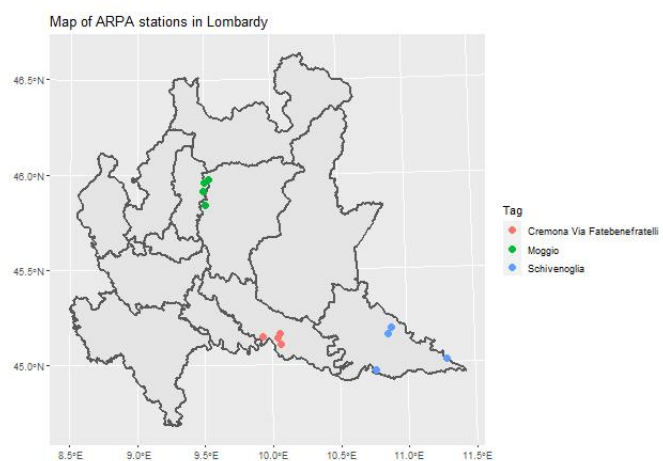 Map of ARPA stations in Lombardy
46.5°N
46.0°N
45.5°N
45.0°N
8.5°E 9.0°E 9.5°E 10.0°E 10.5°E 11.0°E 11.5°E
Tag
Cremona Via Fatebenefratelli
Moggio
Schivenoglia